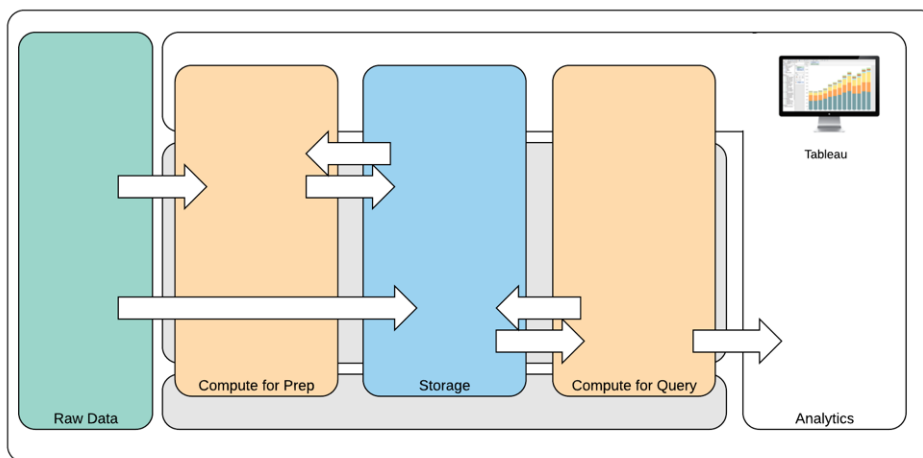 Tableau
Compute for Prep
Storage
Compute for Query
Raw Data
Analytics